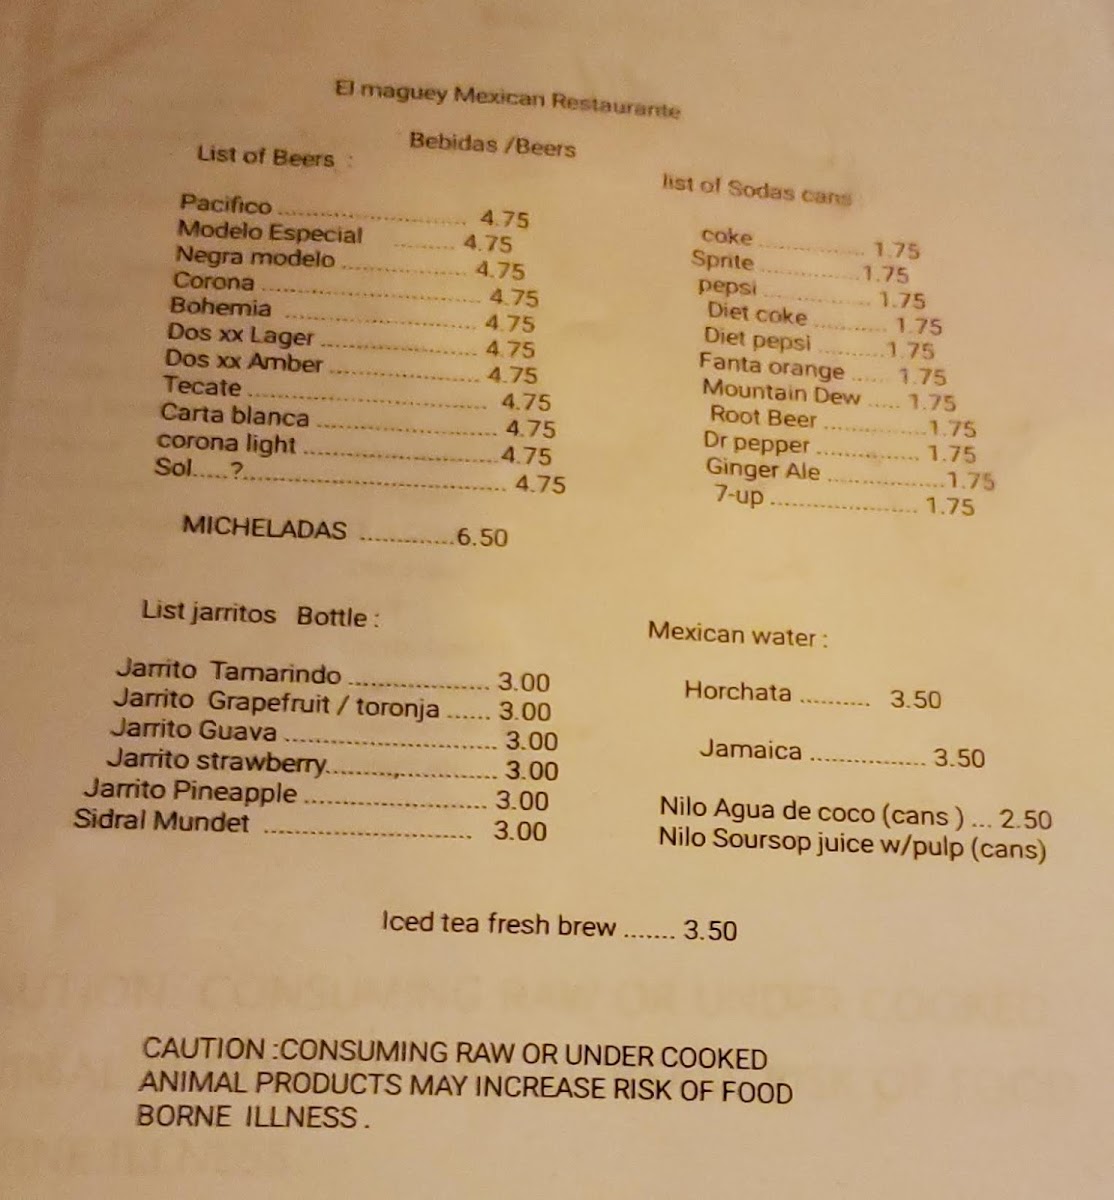 El maguey Mexican Restaurante
Bebidas /Beers
List of Beers :
Pacifico ........................... 4.75
Modelo Especial ......... 4.75
Negra modelo .................. 4.75
Corona ................................. 4.75
Bohemia ........................... 4.75
Dos xx Lager ...................... 4.75
Dos xx Amber ..................... 4.75
Tecate .................................. 4.75
Carta blanca ......................... 4.75
corona light ........................... 4.75
Sol.....?..................................... 4.75
MICHELADAS .............6.50
list of Sodas cans
coke ............... 1.75
Sprite ..............1.75
pepsi ................... 1.75
Diet coke .......... 1.75
Diet pepsi .........1.75
Fanta orange ..... 1.75
Mountain Dew ..... 1.75
Root Beer ..............1.75
Dr pepper .............. 1.75
Ginger Ale ................1.75
7-up .................... 1.75
List jarritos Bottle :
Jarrito Tamarindo .................... 3.00
Jarrito Grapefruit / toronja ...... 3.00
Jarrito Guava .............................. 3.00
Jarrito strawberry..........,.............. 3.00
Jarrito Pineapple .......................... 3.00
Sidral Mundet .............................. 3.00
Mexican water :
Horchata .......... 3.50
Jamaica ................ 3.50
Nilo Agua de coco (cans ) ... 2.50
Nilo Soursop juice w/pulp (cans)
Iced tea fresh brew ....... 3.50
CAUTION :CONSUMING RAW OR UNDER COOKED
ANIMAL PRODUCTS MAY INCREASE RISK OF FOOD
BORNE ILLNESS .